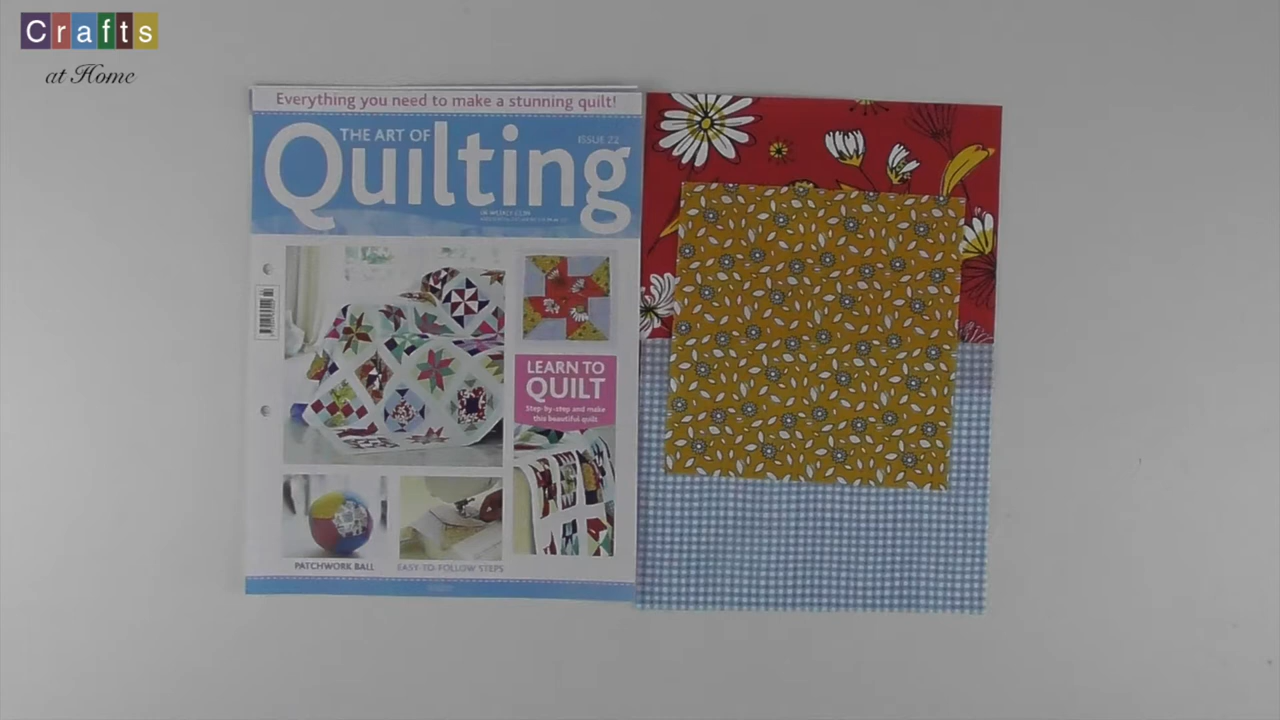 Crafts
at Home
Everything you need to make a stunning quilt!
THE ART OF
ISSUE 22
Quilting
LEARN TO
QUILT
Step-by-step and make
this beautiful quilt
PATCHWORK BALL
EASY-TO-FOLLOW STEPS